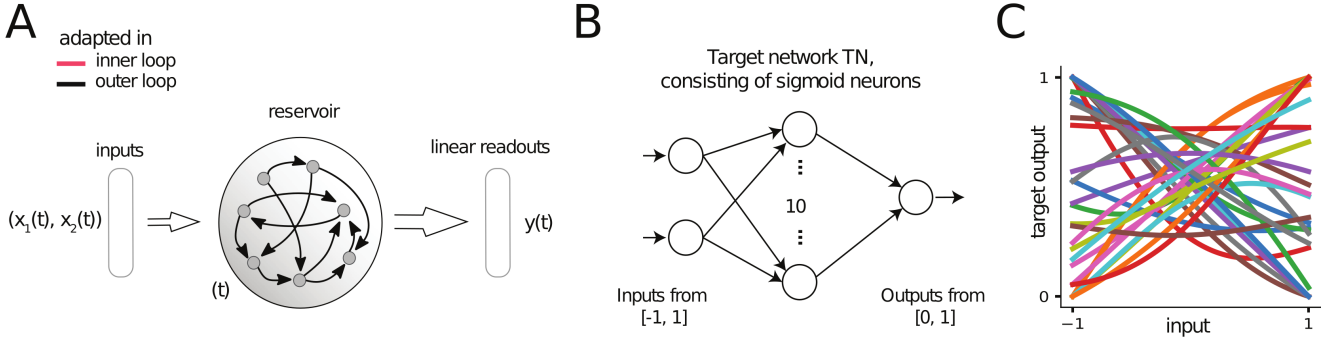 A
adapted in
inner loop
outer loop
reservoir
inputs
linear readouts
(x1(t), x2(t))
y(t)
(t)
B
Target network TN,
consisting of sigmoid neurons
...
10
...
Inputs from
[-1, 1]
Outputs from
[0, 1]
C
1
target output
0
−1
input
1